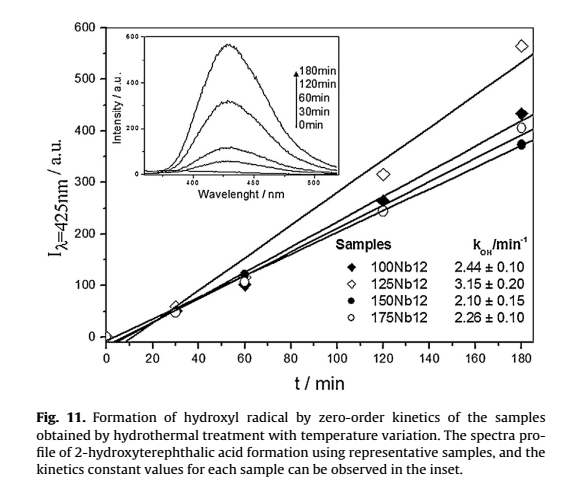 600
500
400
300
200
100
0
I λ=425nm / a.u.
0 20 40 60 80 100 120 140 160 180
t / min
600
400
200
0
Intensity / a.u.
400 450 500
Wavelenght / nm
180min
120min
60min
30min
0min
Samples kOH/min-1
100Nb12 2.44 ± 0.10
125Nb12 3.15 ± 0.20
150Nb12 2.10 ± 0.15
175Nb12 2.26 ± 0.10
Fig. 11. Formation of hydroxyl radical by zero-order kinetics of the samples
obtained by hydrothermal treatment with temperature variation. The spectra pro-
file of 2-hydroxyterephthalic acid formation using representative samples, and the
kinetics constant values for each sample can be observed in the inset.